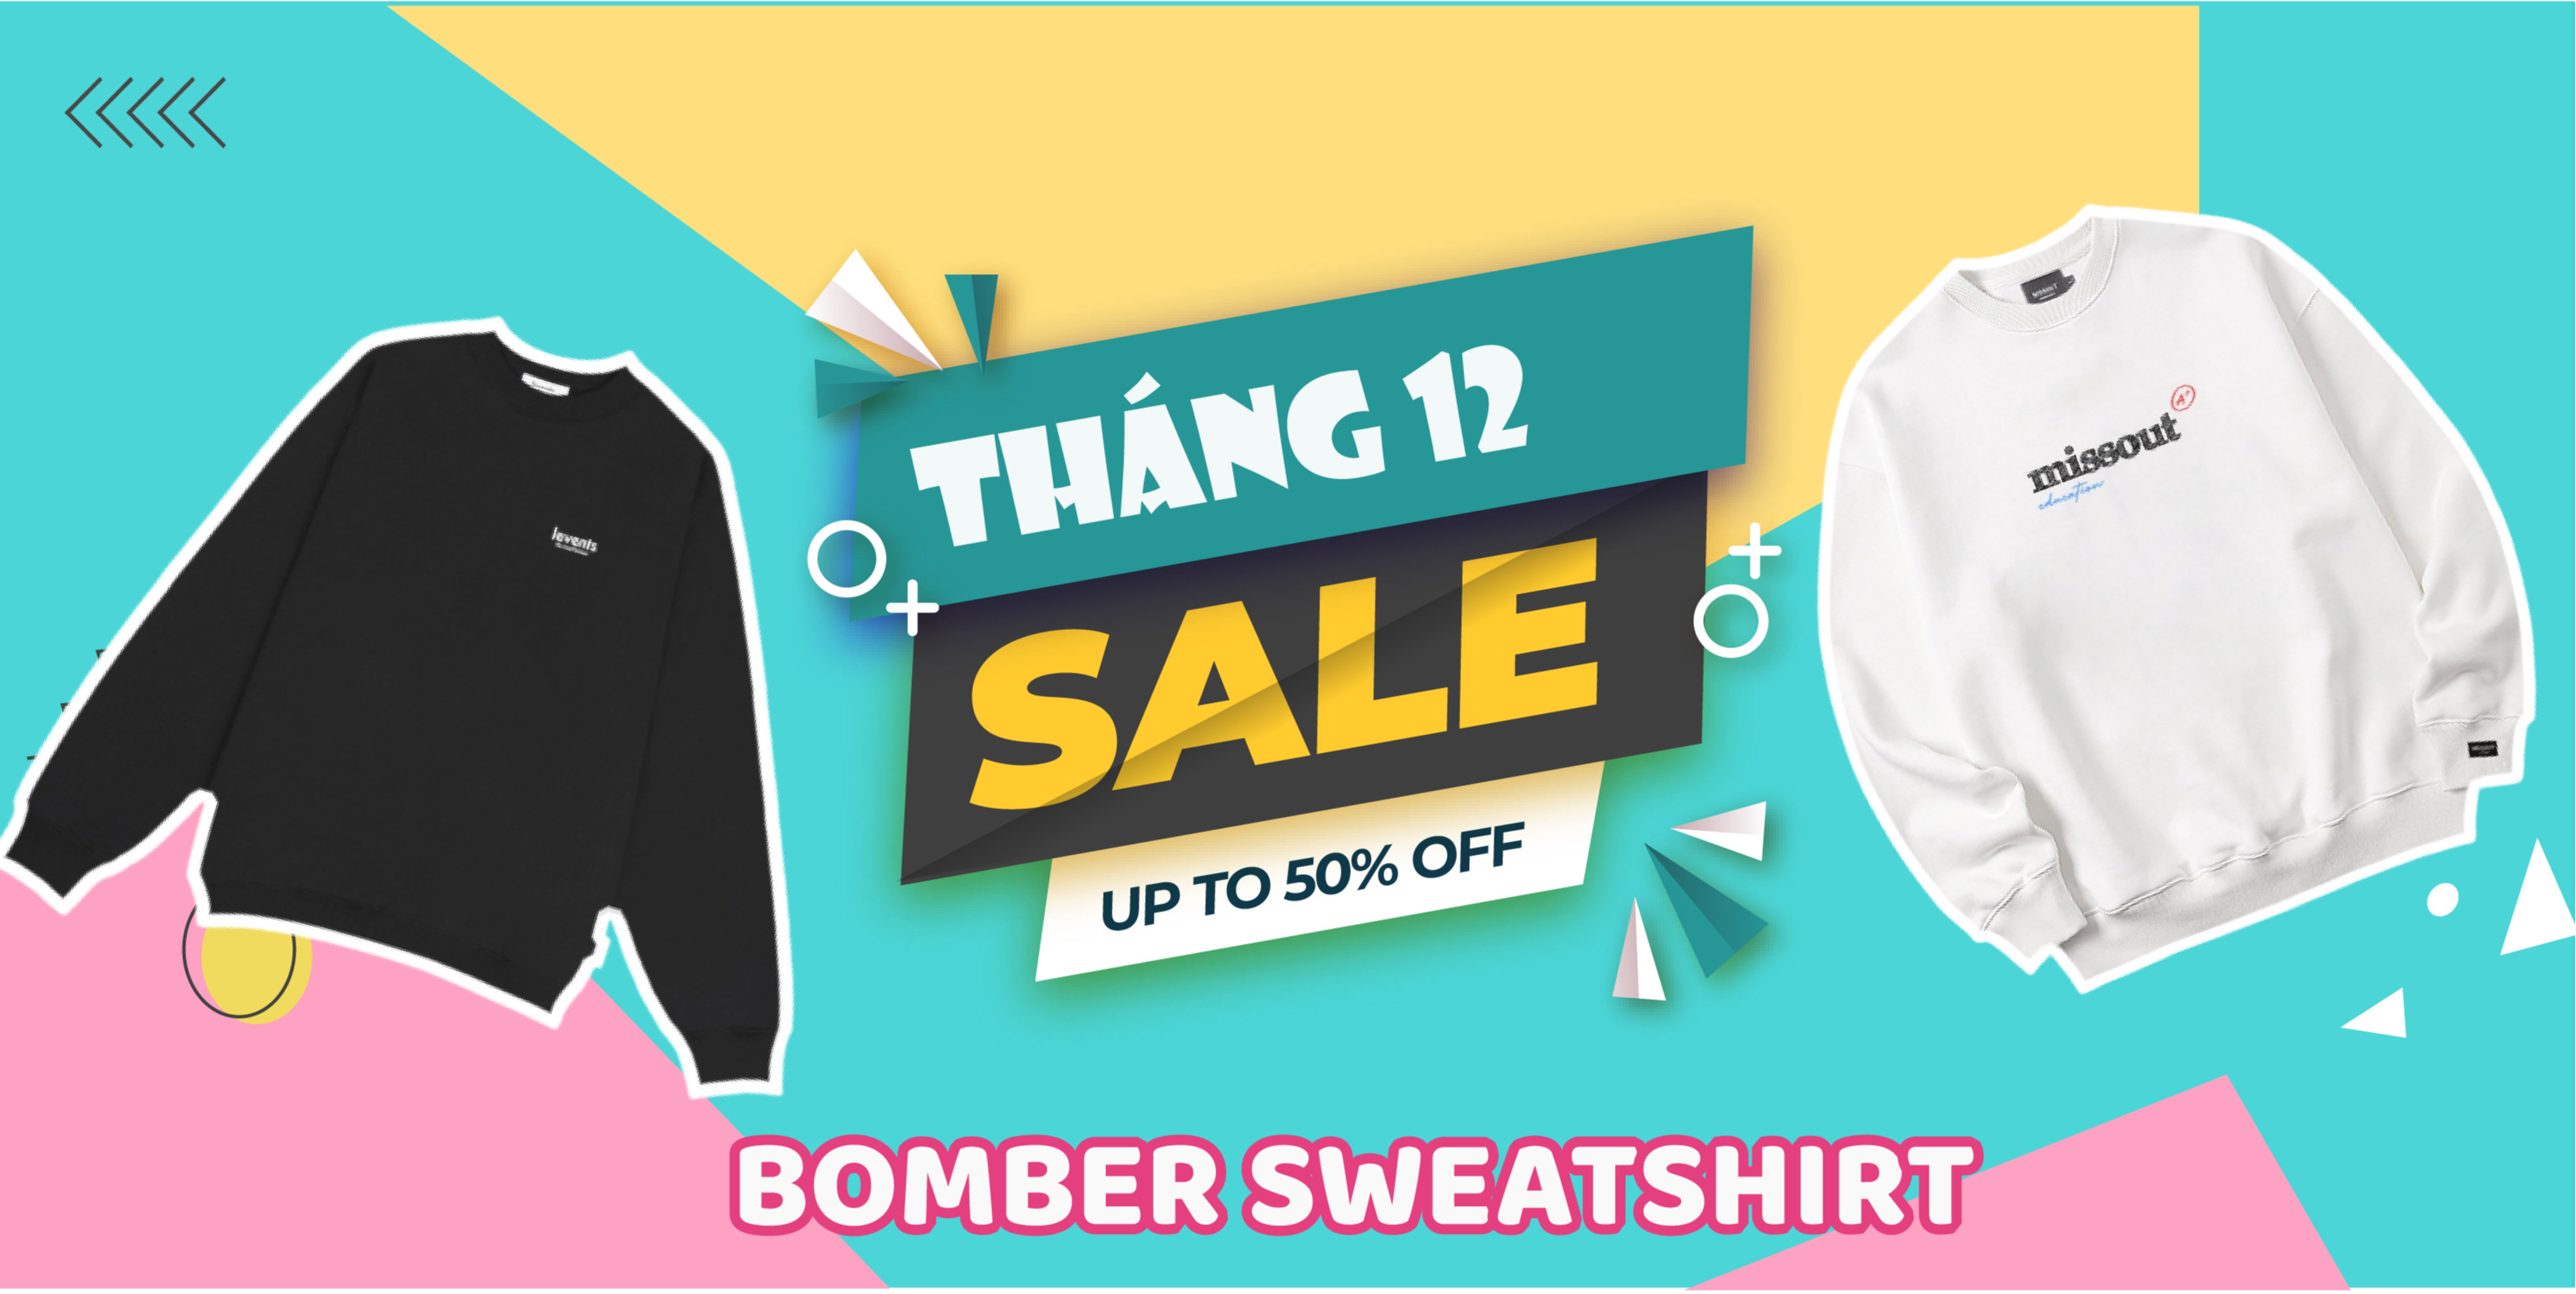 THÁNG 12
SALE
UP TO 50% OFF
levents
missout
A+
education
BOMBER SWEATSHIRT